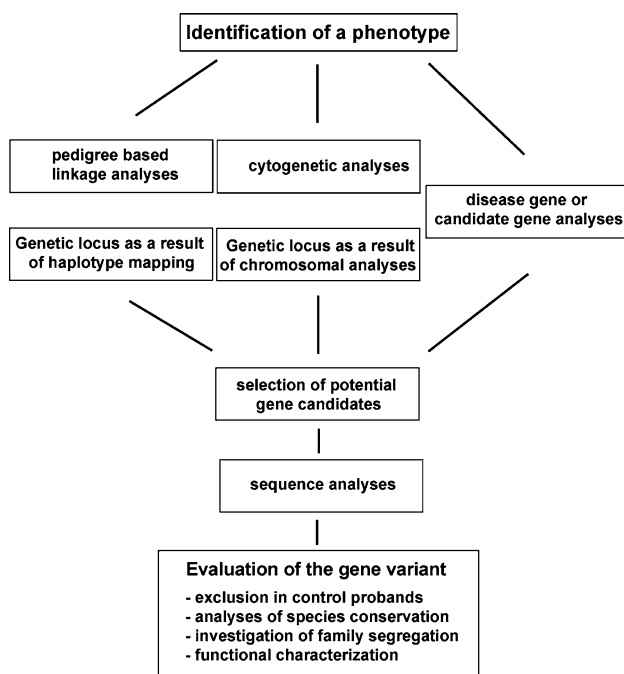 Identification of a phenotype
pedigree based
linkage analyses
cytogenetic analyses
disease gene or
candidate gene analyses
Genetic locus as a result
of haplotype mapping
Genetic locus as a result
of chromosomal analyses
selection of potential
gene candidates
sequence analyses
Evaluation of the gene variant
- exclusion in control probands
- analyses of species conservation
- investigation of family segregation
- functional characterization